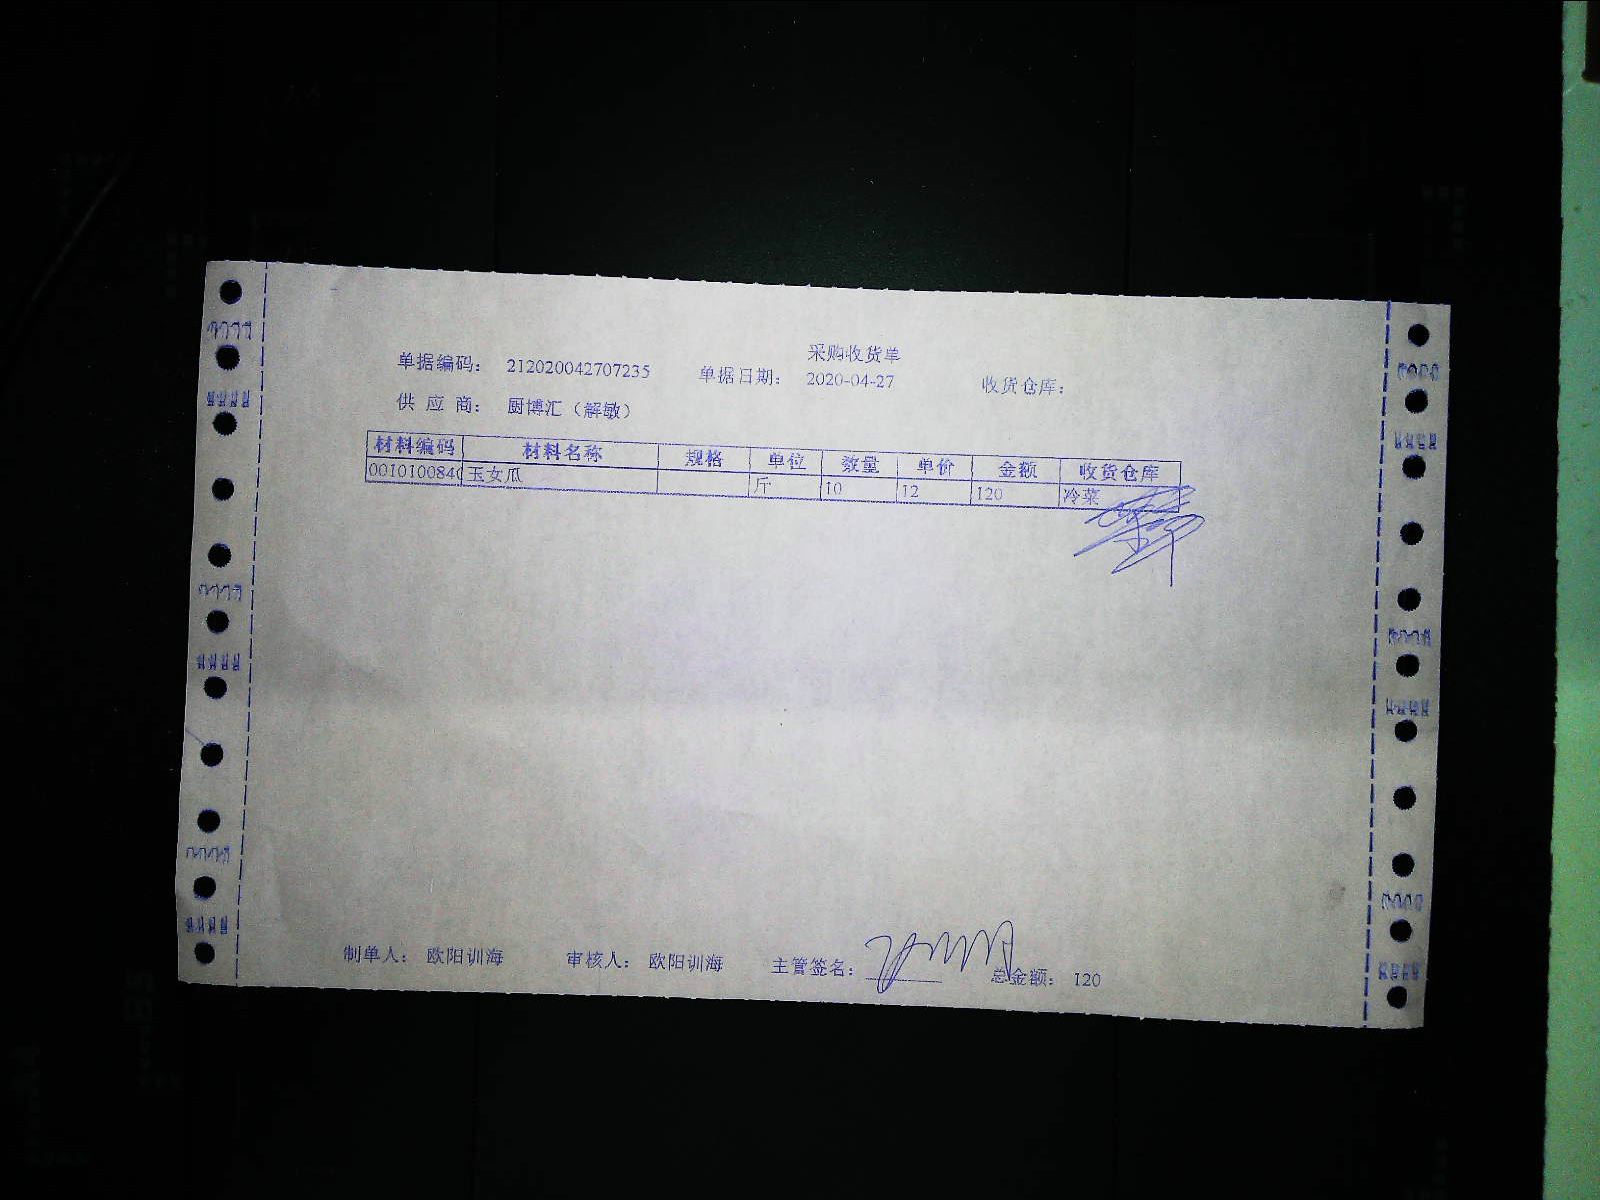 采购收货单
单据编码： 212020042707235 单据日期： 2020-04-27 收货仓库：
供 应 商： 厨博汇（解敏）
材料编码 材料名称 规格 单位 数量 单价 金额 收货仓库
001010084 玉女瓜 斤 10 12 120 冷菜
制单人： 欧阳训海 审核人： 欧阳训海 主管签名： 总金额： 120